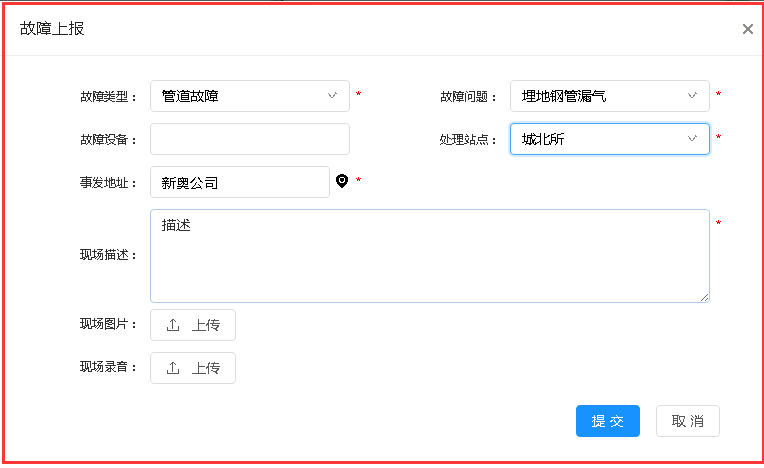 故障上报
故障类型： 管道故障 * 故障问题： 埋地钢管漏气 *
故障设备： 处理站点： 城北所 *
事发地址： 新奥公司 *
现场描述： 描述 *
现场图片： 上传
现场录音： 上传
提交 取消